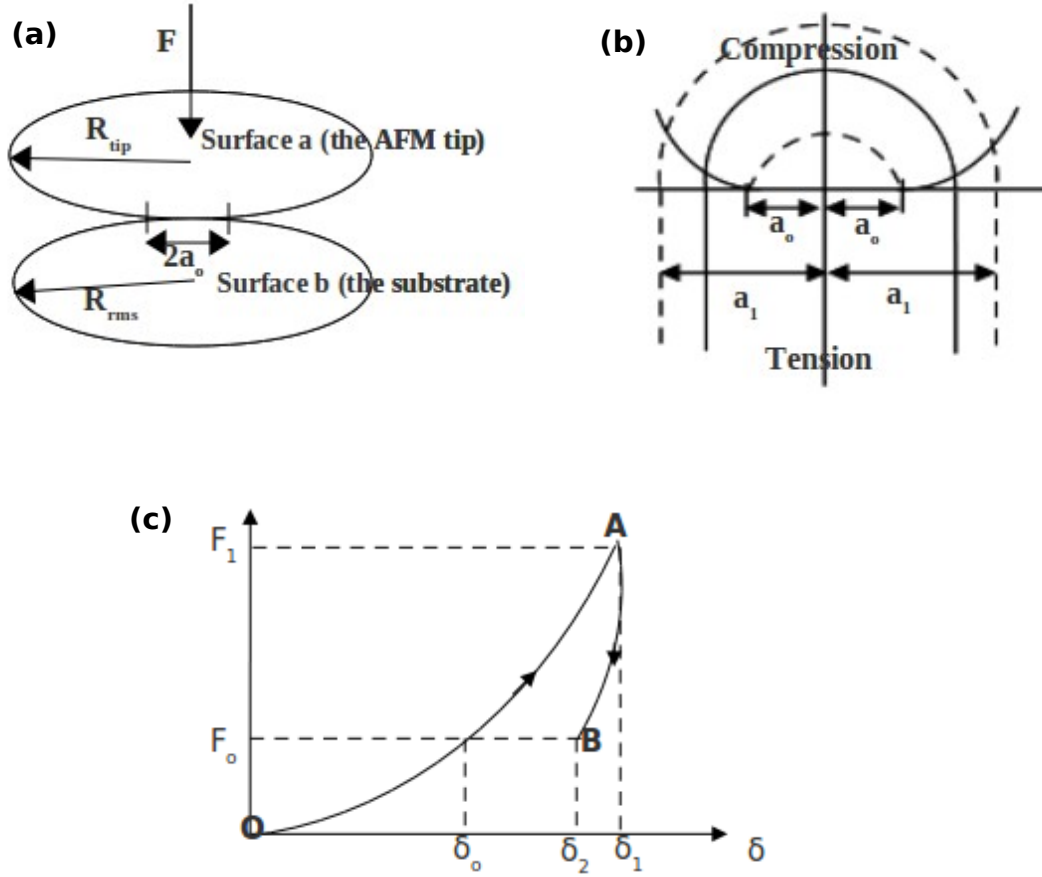 (a)
F
R_tip
Surface a (the AFM tip)
2a_o
Surface b (the substrate)
R_rms
(b)
Compression
a_o a_o
a_1 a_1
Tension
(c)
A
F_1
F_o
B
O
δ_o δ_2 δ_1 δ